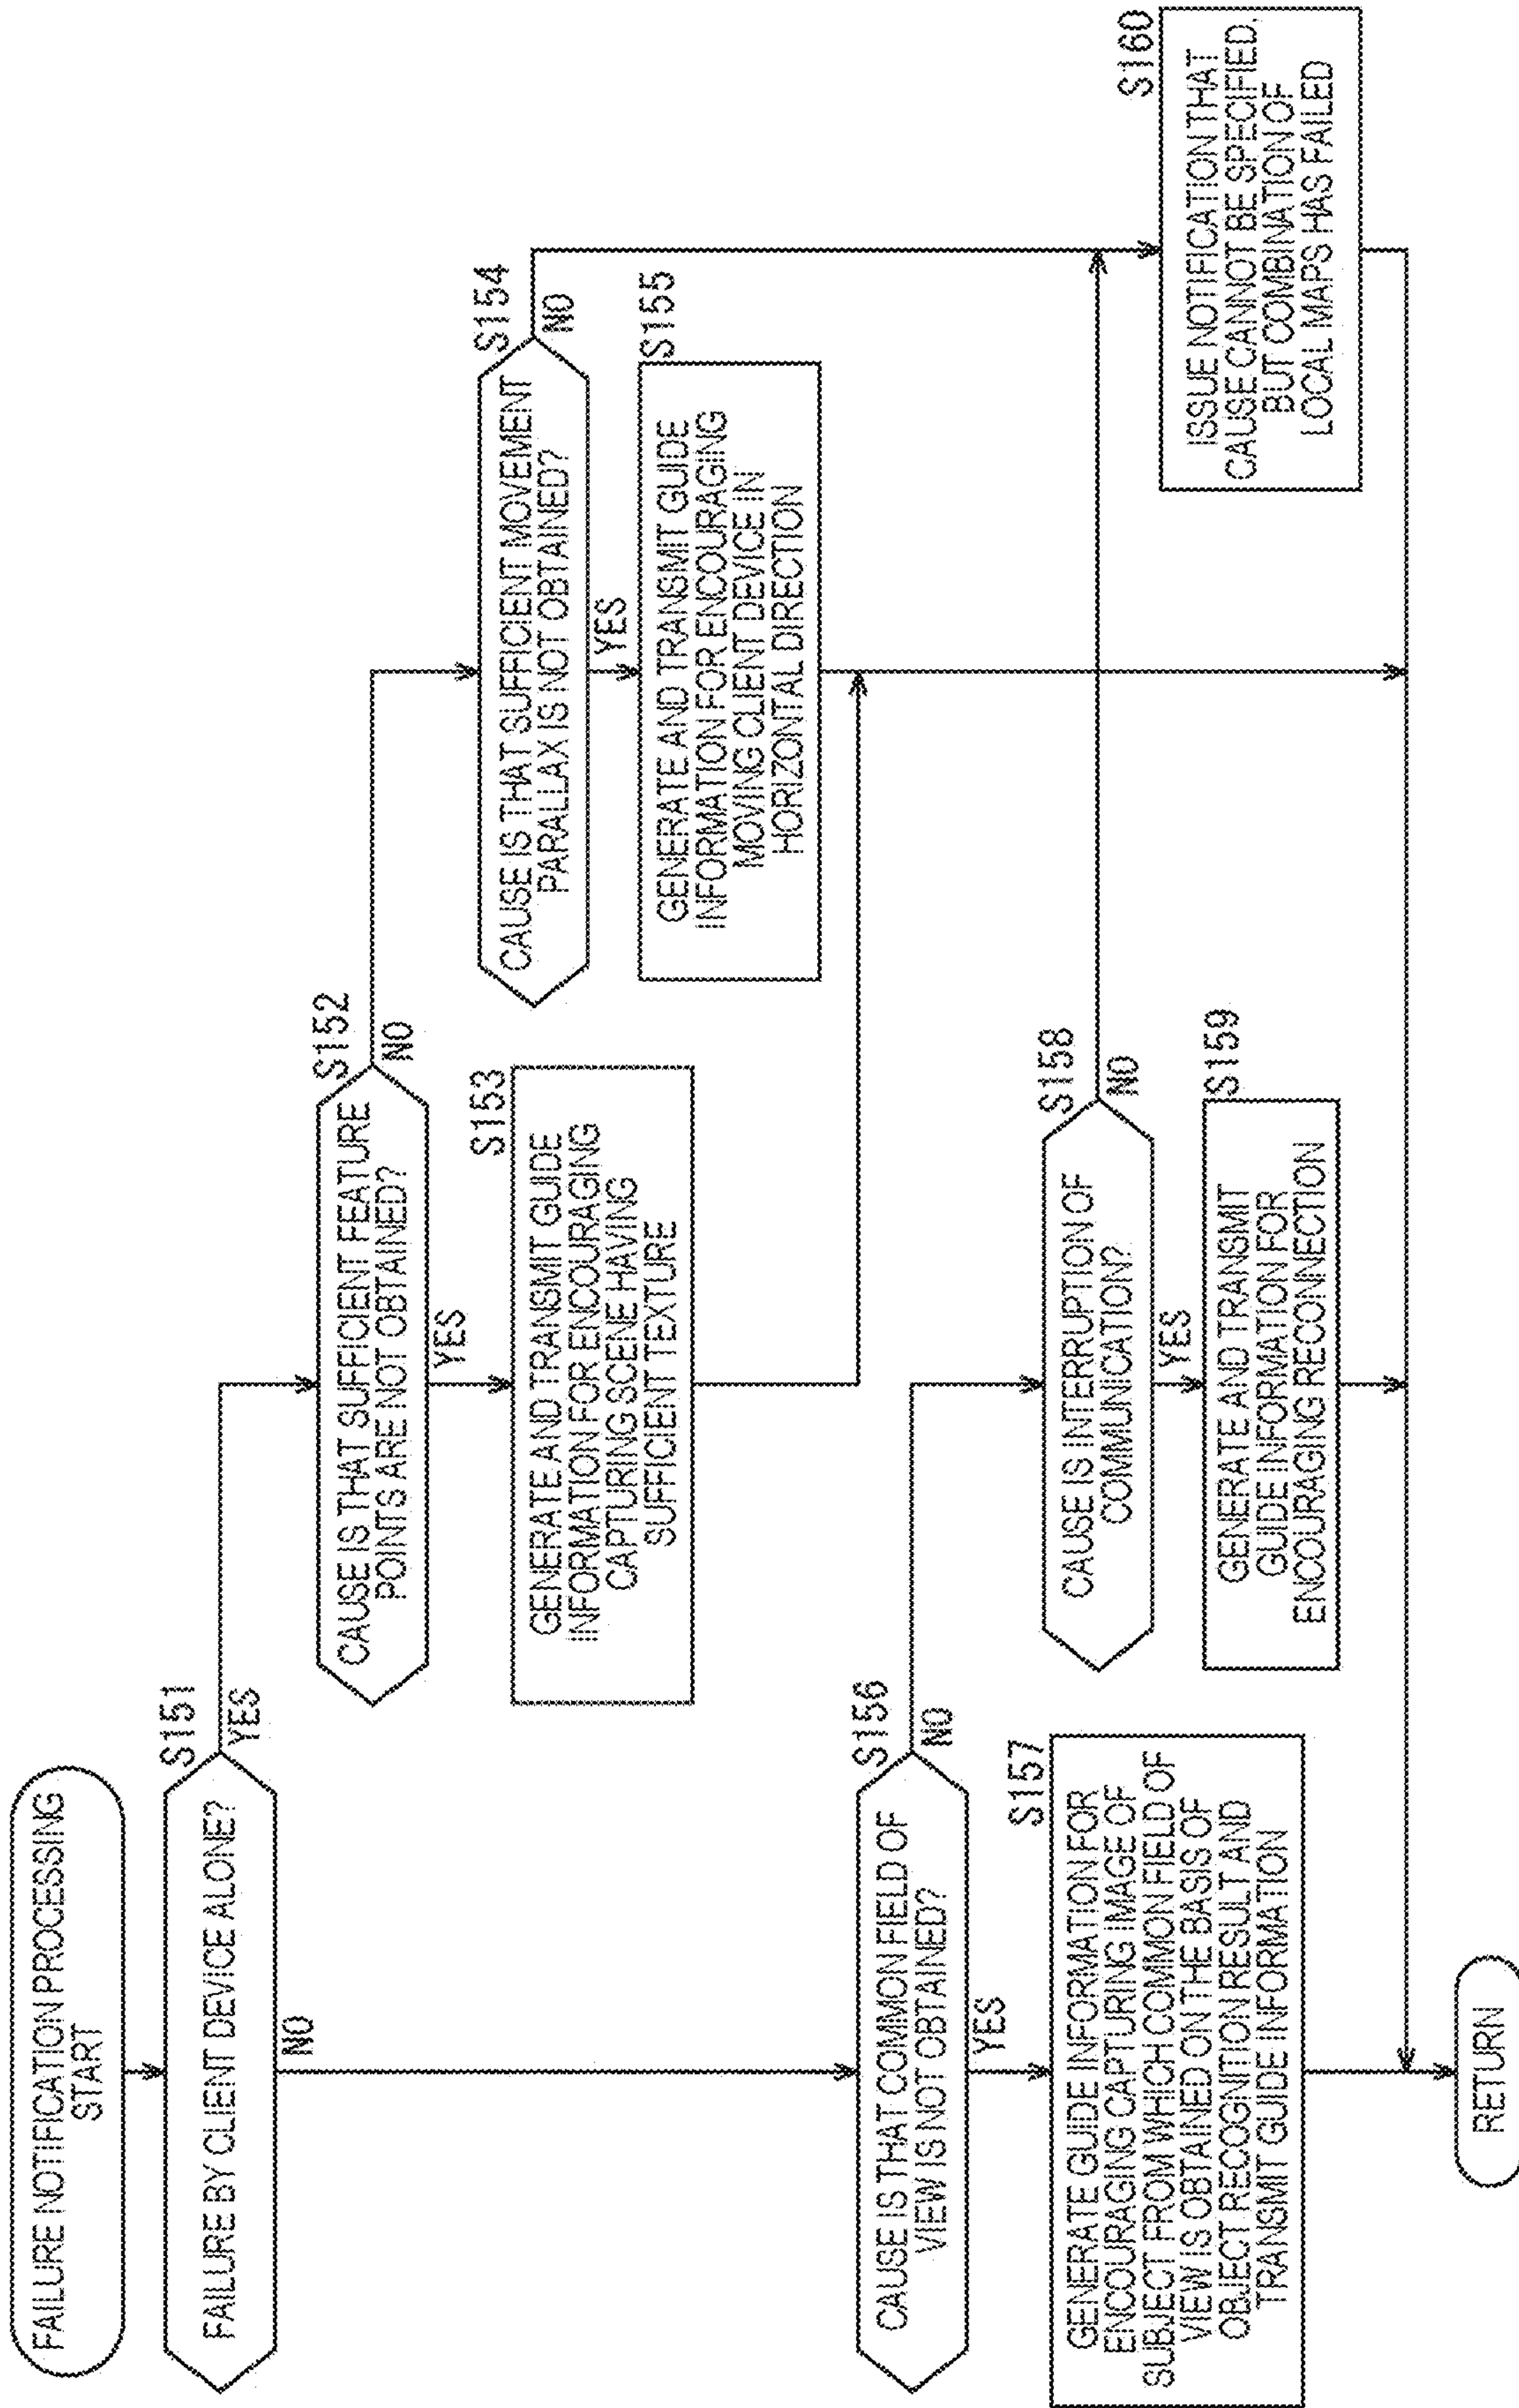 FAILURE NOTIFICATION PROCESSING
START
S151
FAILURE BY CLIENT DEVICE ALONE?
YES
NO
S152
CAUSE IS THAT SUFFICIENT FEATURE
POINTS ARE NOT OBTAINED?
NO
YES
S153
GENERATE AND TRANSMIT GUIDE
INFORMATION FOR ENCOURAGING
CAPTURING SCENE HAVING
SUFFICIENT TEXTURE
S154
CAUSE IS THAT SUFFICIENT MOVEMENT
PARALLAX IS NOT OBTAINED?
NO
YES
S155
GENERATE AND TRANSMIT GUIDE
INFORMATION FOR ENCOURAGING
MOVING CLIENT DEVICE IN
HORIZONTAL DIRECTION
S156
CAUSE IS THAT COMMON FIELD OF
VIEW IS NOT OBTAINED?
NO
YES
S157
GENERATE GUIDE INFORMATION FOR
ENCOURAGING CAPTURING IMAGE OF
SUBJECT FROM WHICH COMMON FIELD OF
VIEW IS OBTAINED ON THE BASIS OF
OBJECT RECOGNITION RESULT AND
TRANSMIT GUIDE INFORMATION
S158
CAUSE IS INTERRUPTION OF
COMMUNICATION?
NO
YES
S159
GENERATE AND TRANSMIT
GUIDE INFORMATION FOR
ENCOURAGING RECONNECTION
S160
ISSUE NOTIFICATION THAT
CAUSE CANNOT BE SPECIFIED,
BUT COMBINATION OF
LOCAL MAPS HAS FAILED
RETURN